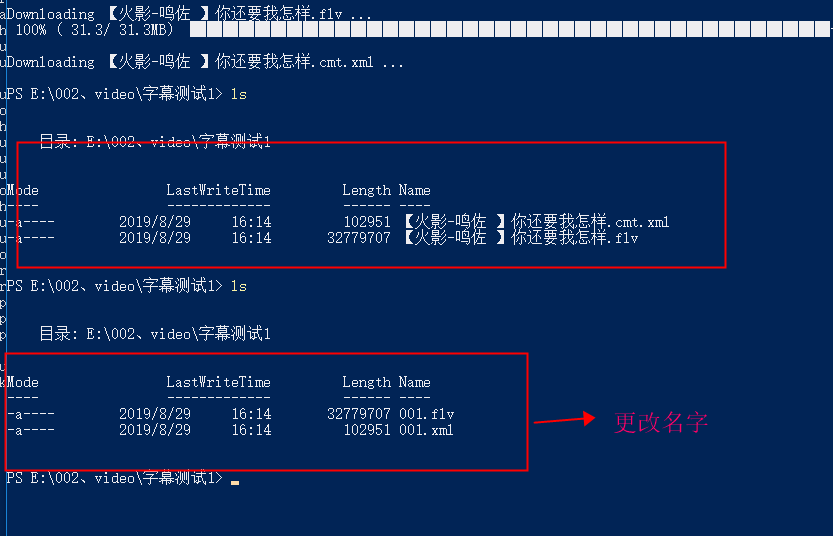 Downloading 【火影-鸣佐 】你还要我怎样.flv ...
100% ( 31.3/ 31.3MB)
Downloading 【火影-鸣佐 】你还要我怎样.cmt.xml ...
PS E:\002、video\字幕测试1> ls
目录: E:\002、video\字幕测试1
Mode LastWriteTime Length Name
---- ------------- ------ ----
-a---- 2019/8/29 16:14 102951 【火影-鸣佐 】你还要我怎样.cmt.xml
-a---- 2019/8/29 16:14 32779707 【火影-鸣佐 】你还要我怎样.flv
PS E:\002、video\字幕测试1> ls
目录: E:\002、video\字幕测试1
Mode LastWriteTime Length Name
---- ------------- ------ ----
-a---- 2019/8/29 16:14 32779707 001.flv
-a---- 2019/8/29 16:14 102951 001.xml
更改名字
PS E:\002、video\字幕测试1>